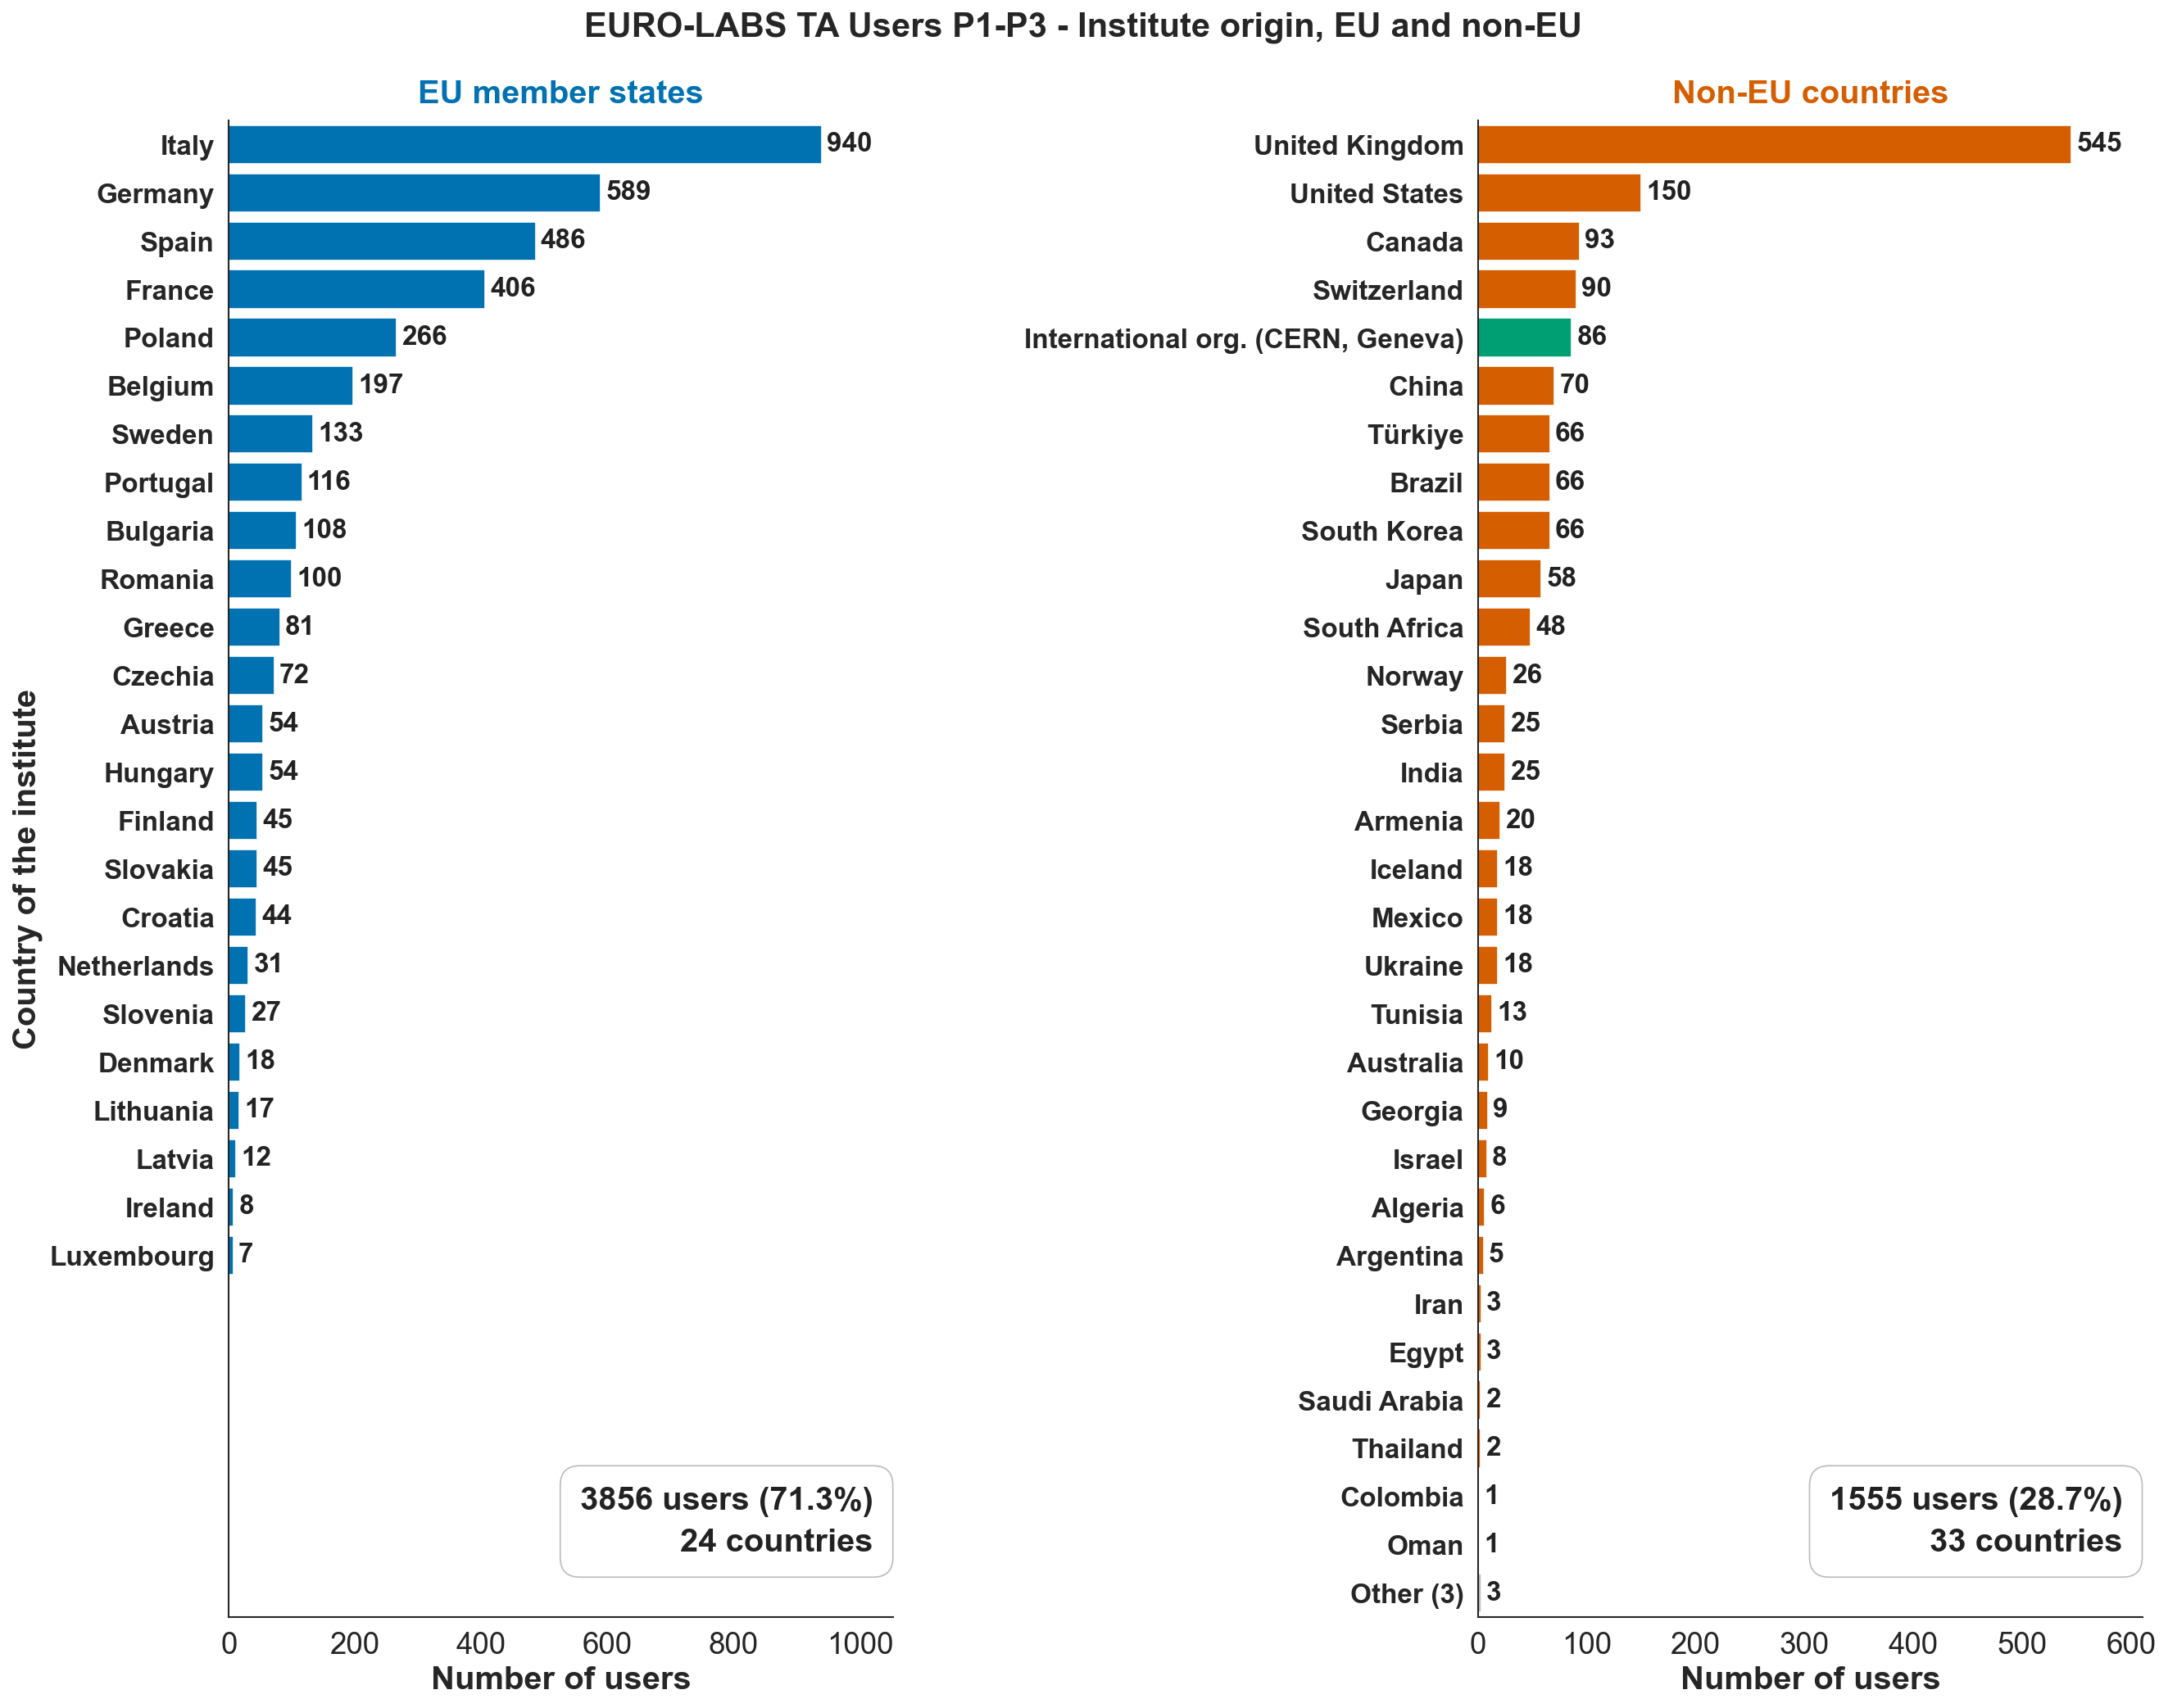 EURO-LABS TA Users P1-P3 - Institute origin, EU and non-EU
EU member states
Country of the institute
Italy 940
Germany 589
Spain 486
France 406
Poland 266
Belgium 197
Sweden 133
Portugal 116
Bulgaria 108
Romania 100
Greece 81
Czechia 72
Austria 54
Hungary 54
Finland 45
Slovakia 45
Croatia 44
Netherlands 31
Slovenia 27
Denmark 18
Lithuania 17
Latvia 12
Ireland 8
Luxembourg 7
3856 users (71.3%)
24 countries
0 200 400 600 800 1000
Number of users
Non-EU countries
United Kingdom 545
United States 150
Canada 93
Switzerland 90
International org. (CERN, Geneva) 86
China 70
Türkiye 66
Brazil 66
South Korea 66
Japan 58
South Africa 48
Norway 26
Serbia 25
India 25
Armenia 20
Iceland 18
Mexico 18
Ukraine 18
Tunisia 13
Australia 10
Georgia 9
Israel 8
Algeria 6
Argentina 5
Iran 3
Egypt 3
Saudi Arabia 2
Thailand 2
Colombia 1
Oman 1
Other (3) 3
1555 users (28.7%)
33 countries
0 100 200 300 400 500 600
Number of users